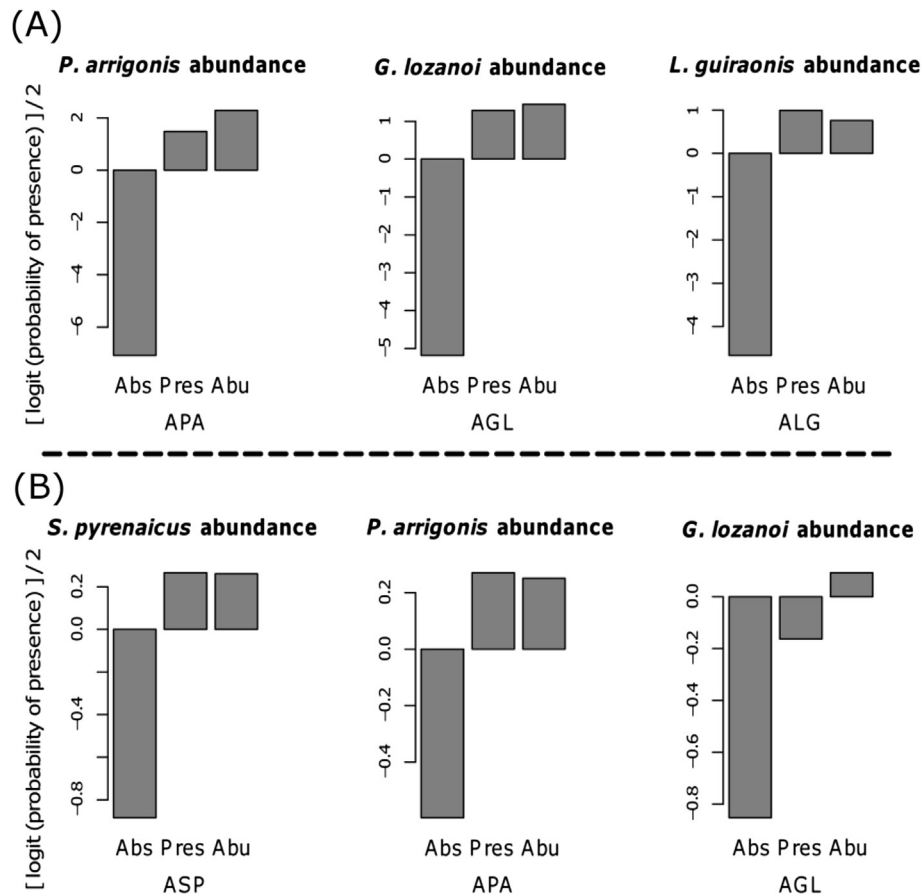 (A)
P. arrigonis abundance
G. lozanoi abundance
L. guiraonis abundance
[logit (probability of presence) ]/2
2
0
−2
−4
−6
1
0
−1
−2
−3
−4
−5
1
0
−1
−2
−3
−4
Abs Pres Abu
Abs Pres Abu
Abs Pres Abu
APA
AGL
ALG
(B)
S. pyrenaicus abundance
P. arrigonis abundance
G. lozanoi abundance
[logit (probability of presence) ]/2
0.2
0.0
−0.4
−0.8
0.2
0.0
−0.2
−0.4
0.0
−0.2
−0.4
−0.6
−0.8
Abs Pres Abu
Abs Pres Abu
Abs Pres Abu
ASP
APA
AGL